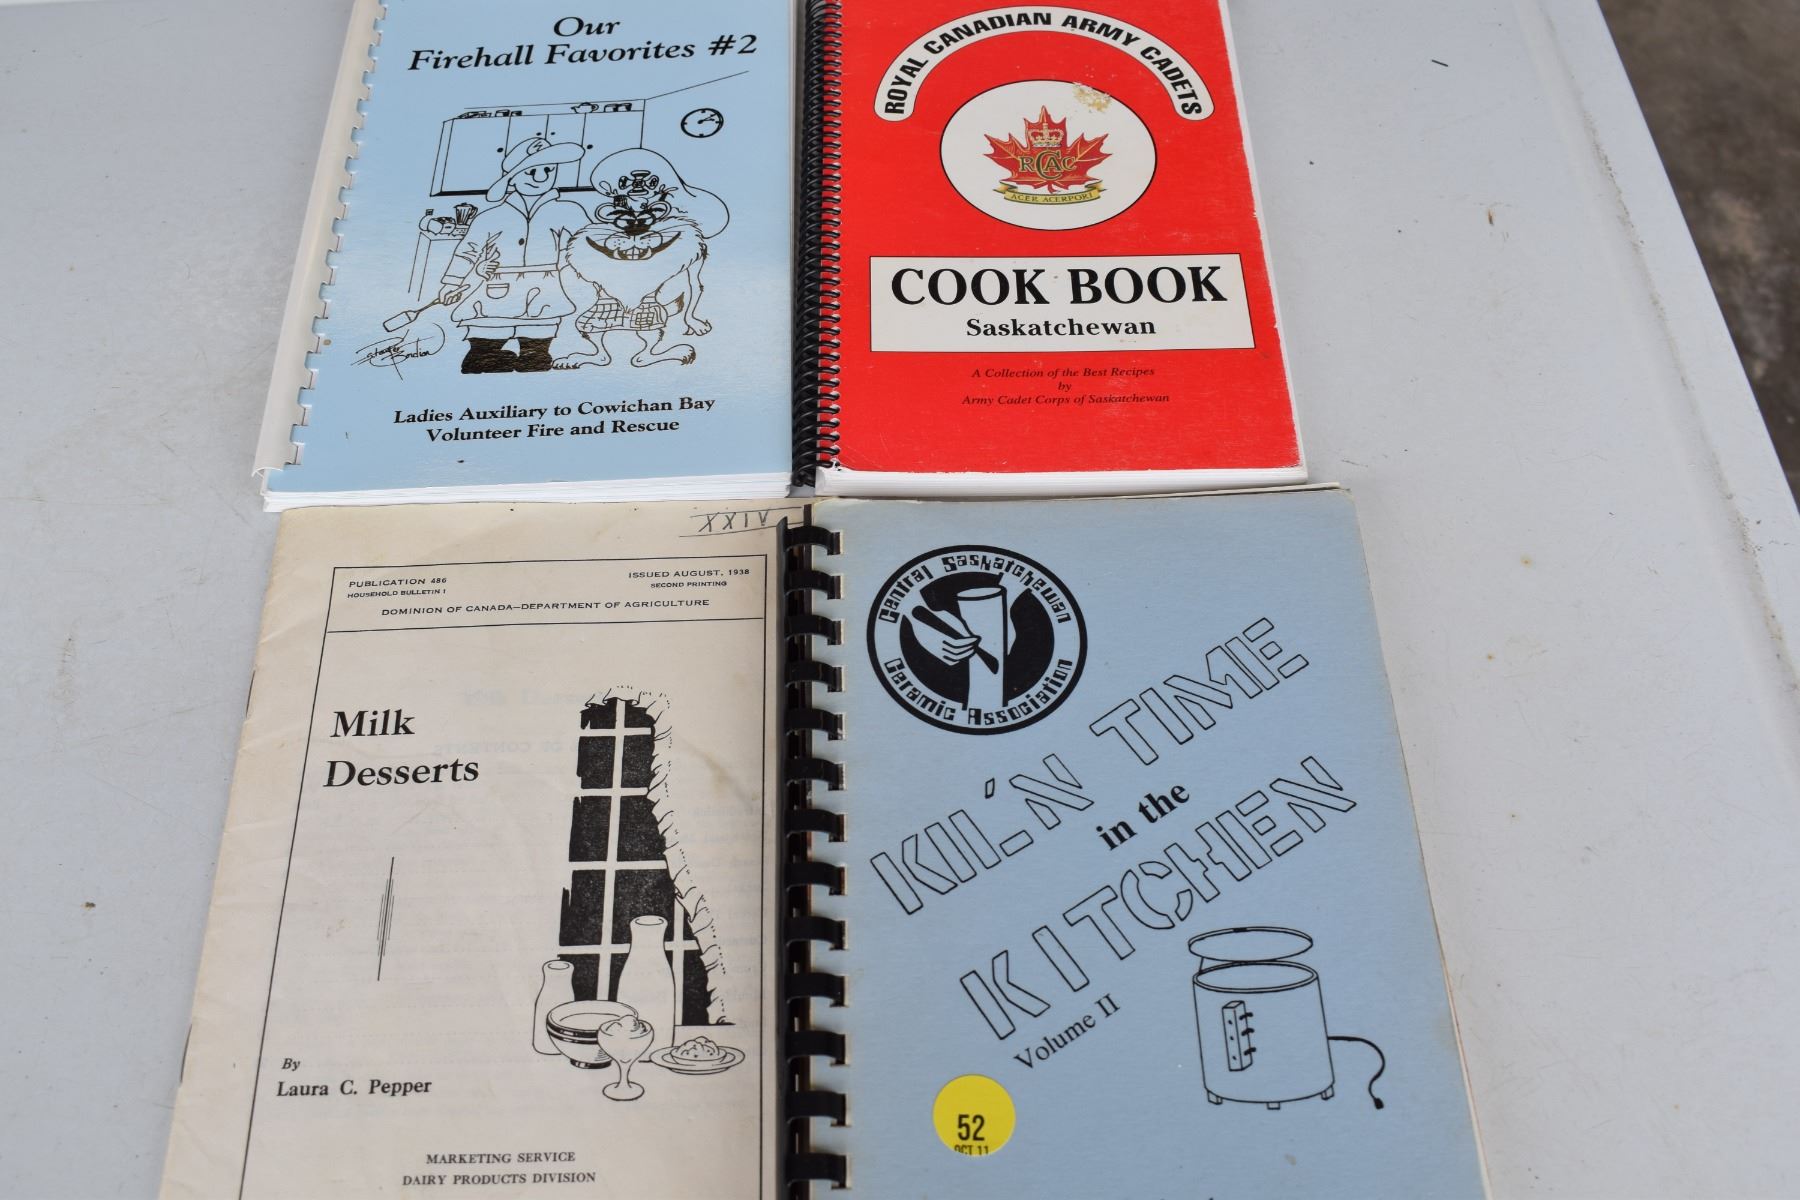 Our
Firehall Favorites #2
Ladies Auxiliary to Cowichan Bay
Volunteer Fire and Rescue
ROYAL CANADIAN ARMY CADETS
RCAC
ACER ACERPORI
COOK BOOK
Saskatchewan
A Collection of the Best Recipes
by
Army Cadet Corps of Saskatchewan
XXIV
PUBLICATION 486
HOUSEHOLD BULLETIN 1
ISSUED AUGUST, 1938
SECOND PRINTING
DOMINION OF CANADA—DEPARTMENT OF AGRICULTURE
Milk
Desserts
By
Laura C. Pepper
MARKETING SERVICE
DAIRY PRODUCTS DIVISION
Central Saskatchewan
Ceramic Association
KIL'N TIME
in the
KITCHEN
Volume II
52
OCT 11